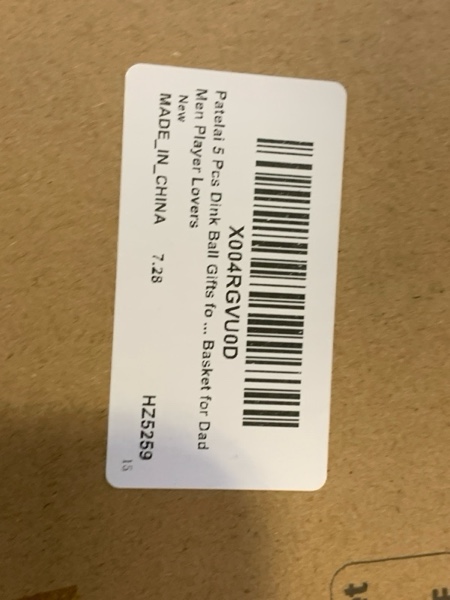 X004RGVU0D
Patelai 5 Pcs Dink Ball Gifts fo ... Basket for Dad
Men Player Lovers
New
MADE_IN_CHINA 7.28 HZ5259
15